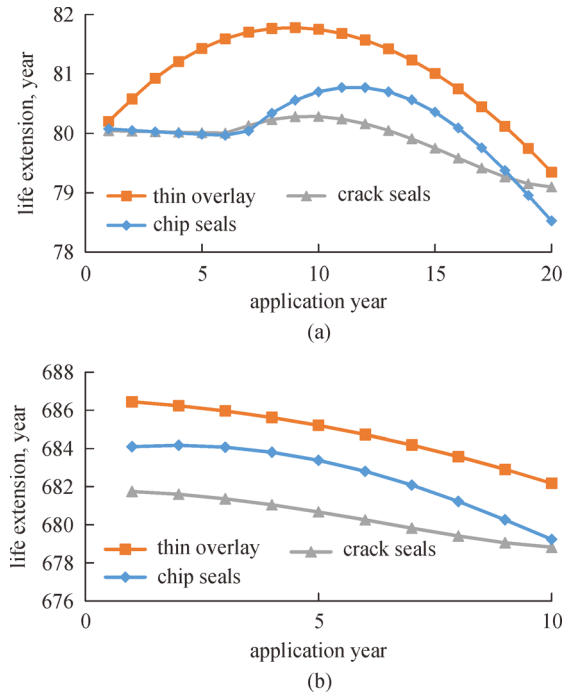 82
81
80
79
78
life extension, year
thin overlay
crack seals
chip seals
0
5
10
15
20
application year
(a)
688
686
684
682
680
678
676
life extension, year
thin overlay
crack seals
chip seals
0
5
10
application year
(b)